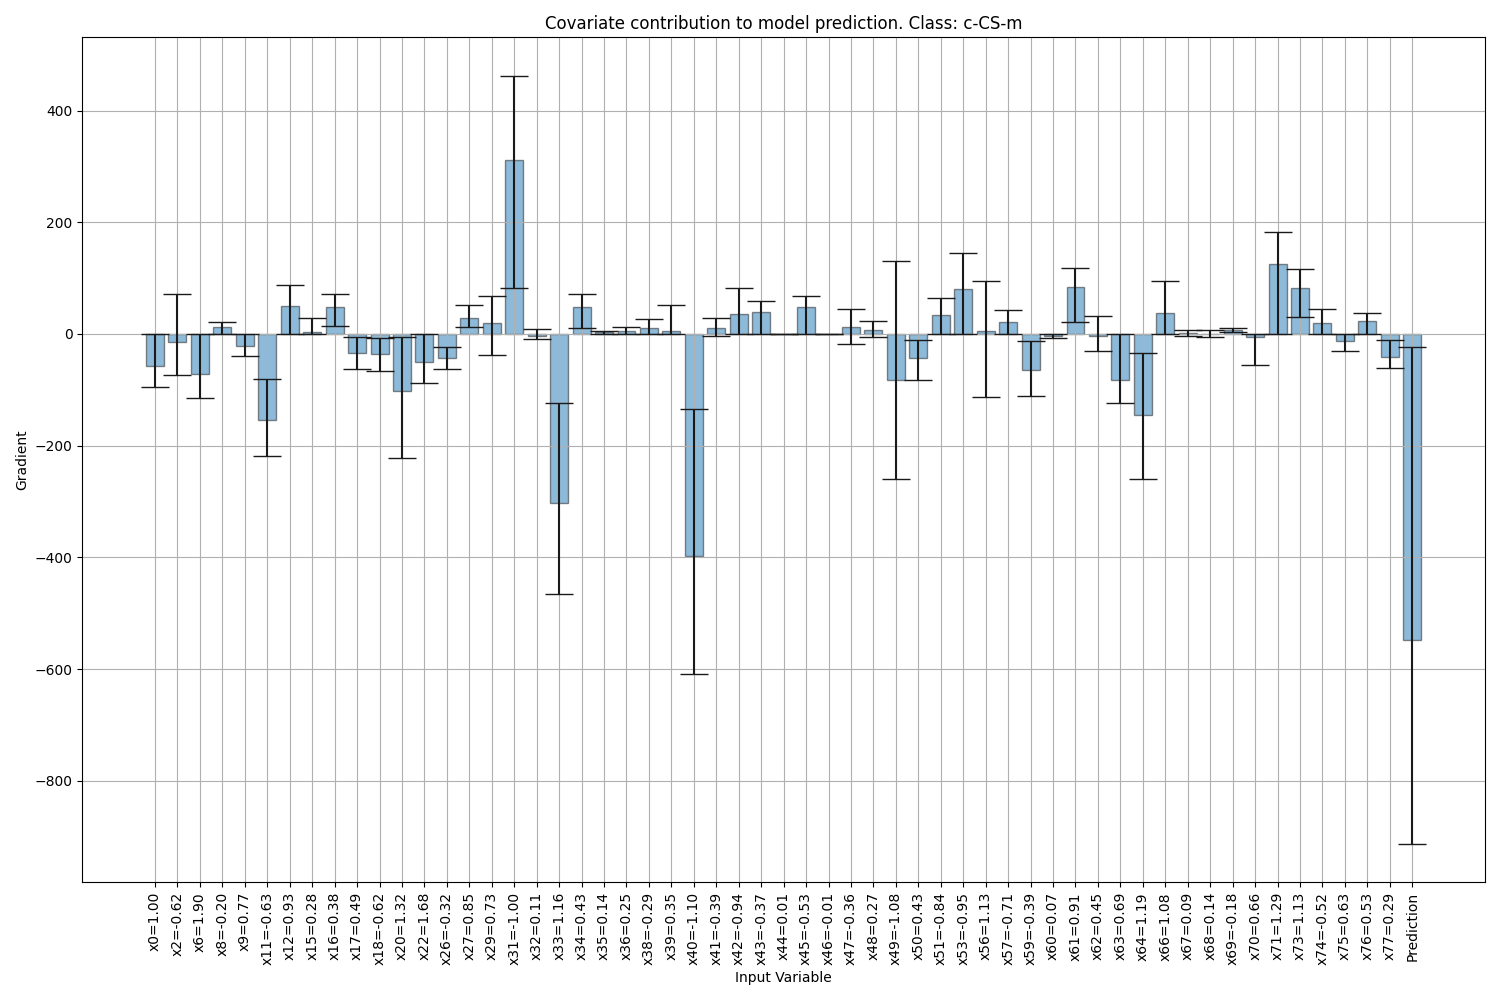 Covariate contribution to model prediction. Class: c-CS-m
Gradient
400
200
0
−200
−400
−600
−800
x0=1.00
x2=-0.62
x6=1.90
x8=-0.20
x9=0.77
x11=-0.63
x12=0.93
x15=0.28
x16=0.38
x17=0.49
x18=-0.62
x20=1.32
x22=1.68
x26=-0.32
x27=0.85
x29=0.73
x31=-1.00
x32=0.11
x33=1.16
x34=0.43
x35=0.14
x36=0.25
x38=-0.29
x39=0.35
x40=-1.10
x41=-0.39
x42=-0.94
x43=-0.37
x44=0.01
x45=-0.53
x46=-0.01
x47=-0.36
x48=0.27
x49=-1.08
x50=0.43
x51=-0.84
x53=-0.95
x56=1.13
x57=-0.71
x59=-0.39
x60=0.07
x61=0.91
x62=0.45
x63=0.69
x64=1.19
x66=1.08
x67=0.09
x68=0.14
x69=-0.18
x70=0.66
x71=1.29
x73=1.13
x74=-0.52
x75=0.63
x76=0.53
x77=0.29
Prediction
Input Variable